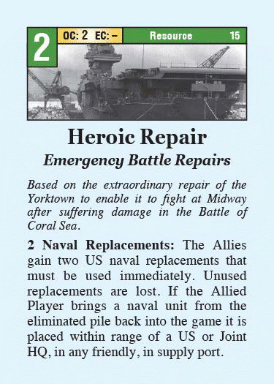 2 OC: 2 EC: – Resource 15
Heroic Repair
Emergency Battle Repairs
Based on the extraordinary repair of the
Yorktown to enable it to fight at Midway
after suffering damage in the Battle of
Coral Sea.
2 Naval Replacements: The Allies
gain two US naval replacements that
must be used immediately. Unused
replacements are lost. If the Allied
Player brings a naval unit from the
eliminated pile back into the game it is
placed within range of a US or Joint
HQ, in any friendly, in supply port.